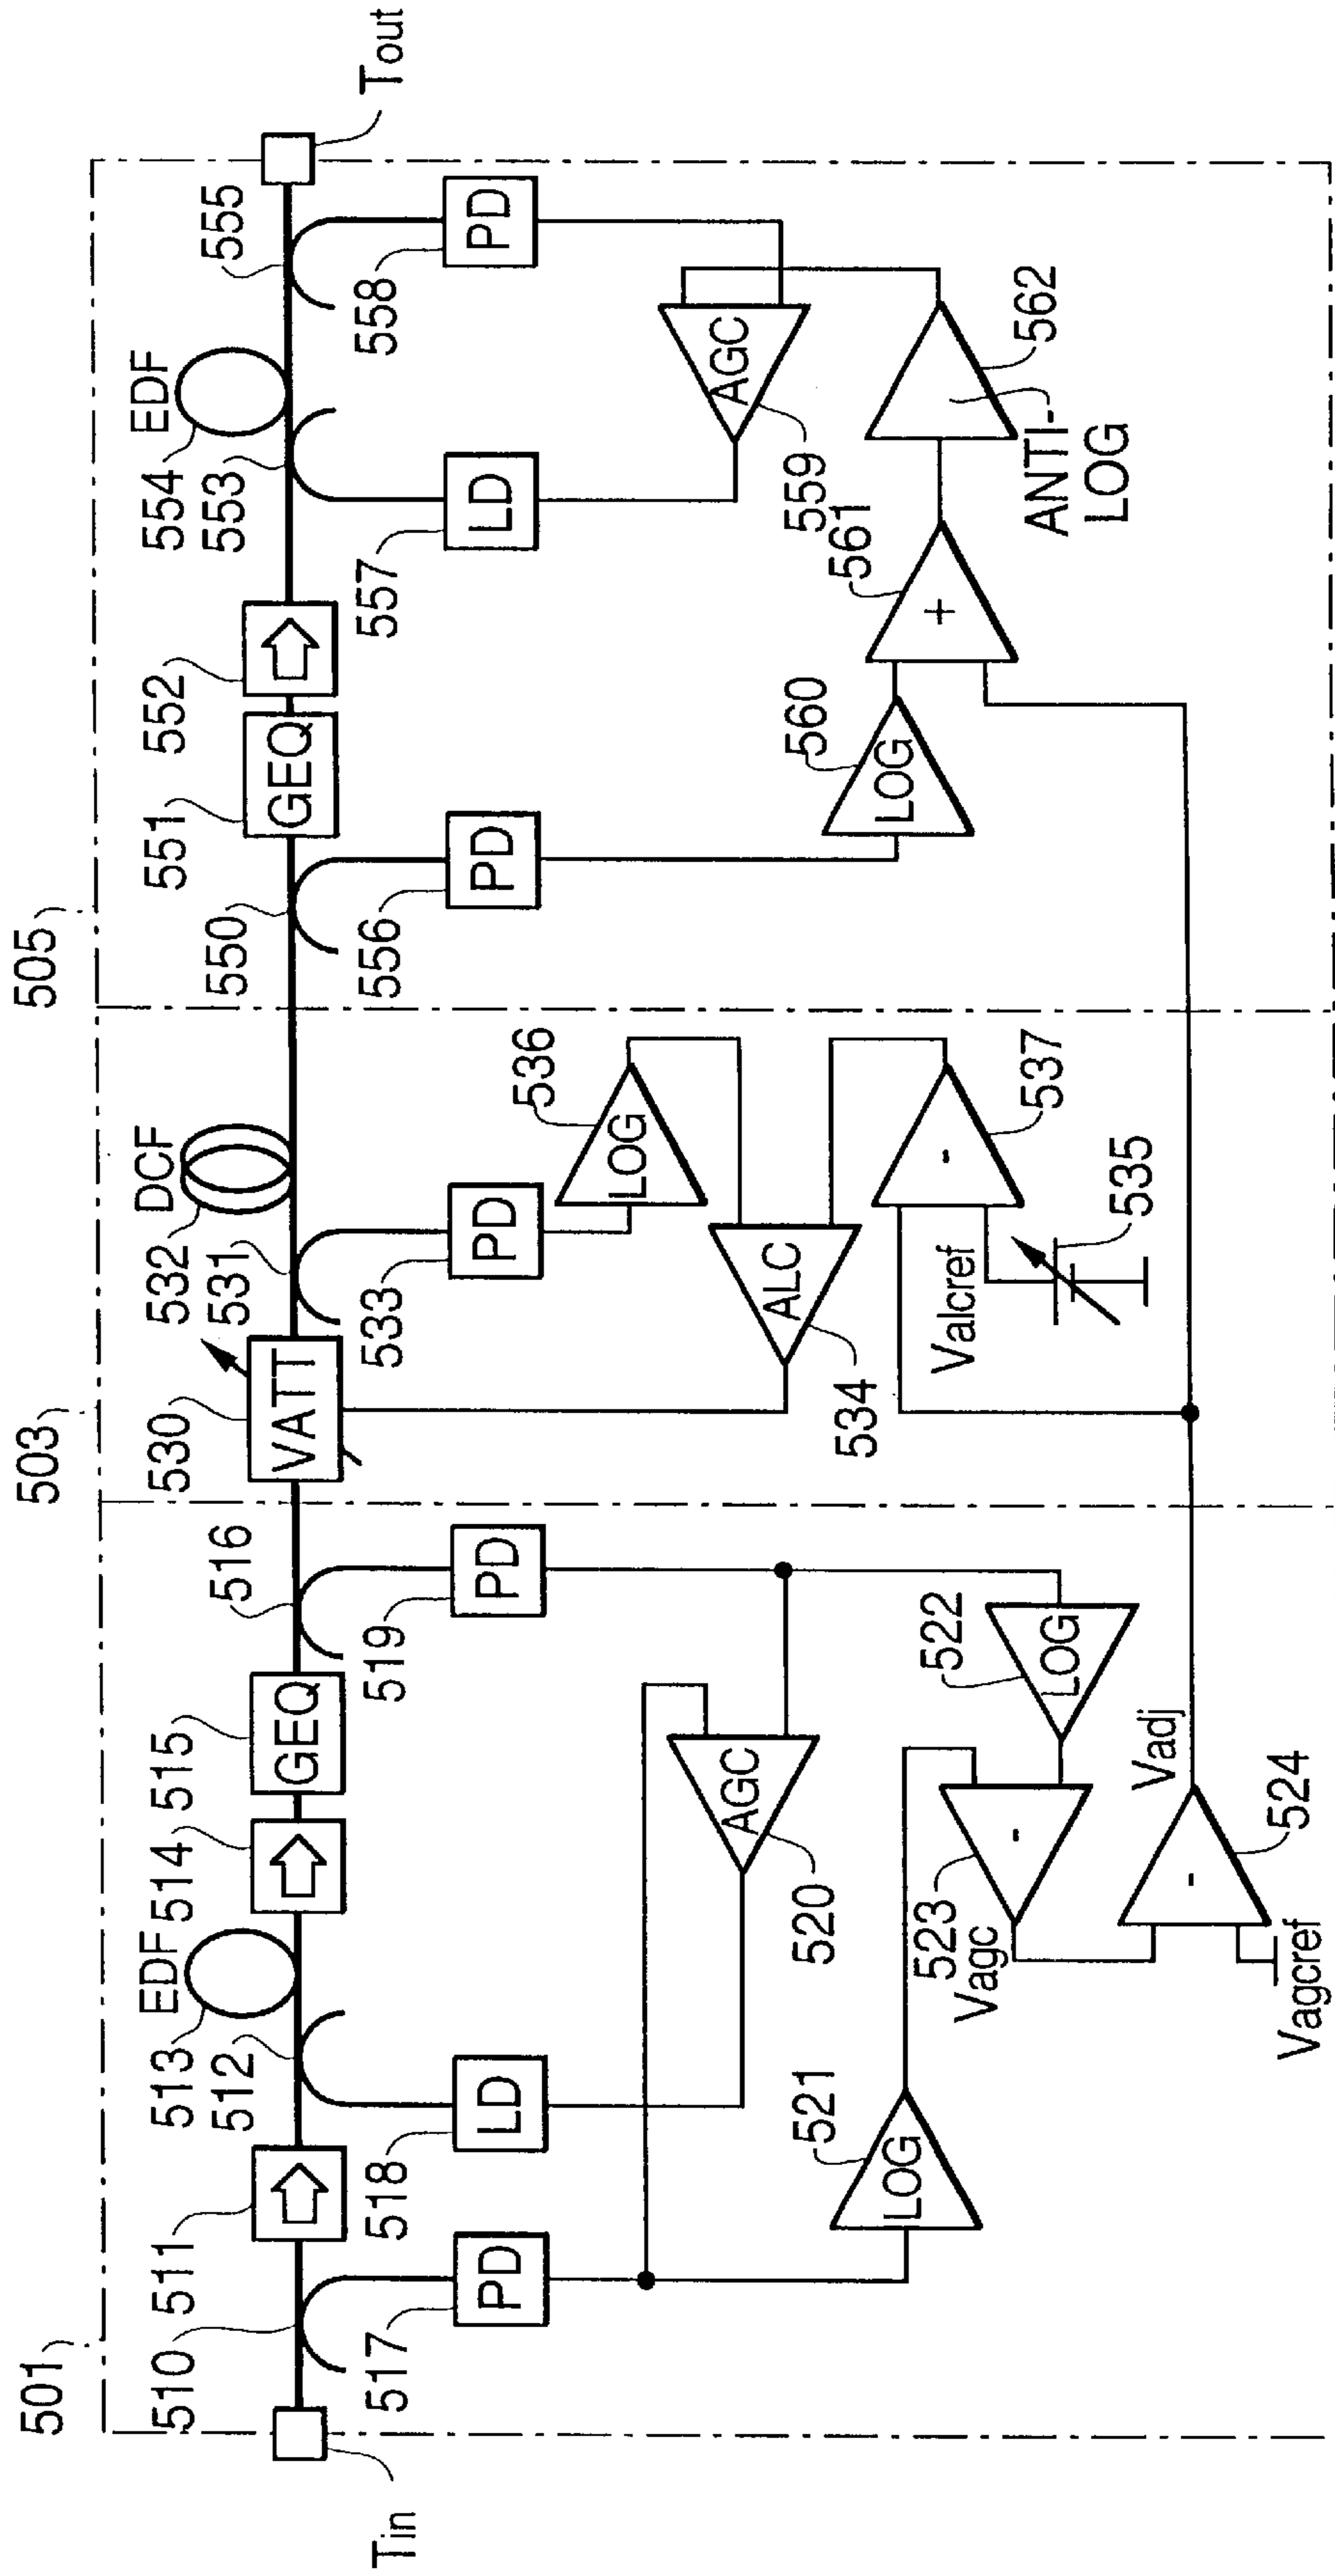 501
503
505
Tin
510
511
512
513
EDF
514
515
GEQ
516
530
VATT
531
532
DCF
550
551
GEQ
552
553
554
EDF
555
Tout
517
PD
518
LD
519
PD
533
PD
556
PD
557
LD
558
PD
AGC
520
521
LOG
522
LOG
523
-
Vagc
524
-
Vadj
Vagcref
534
ALC
536
LOG
537
-
Valcref
535
559
AGC
560
LOG
561
+
562
ANTI-
LOG